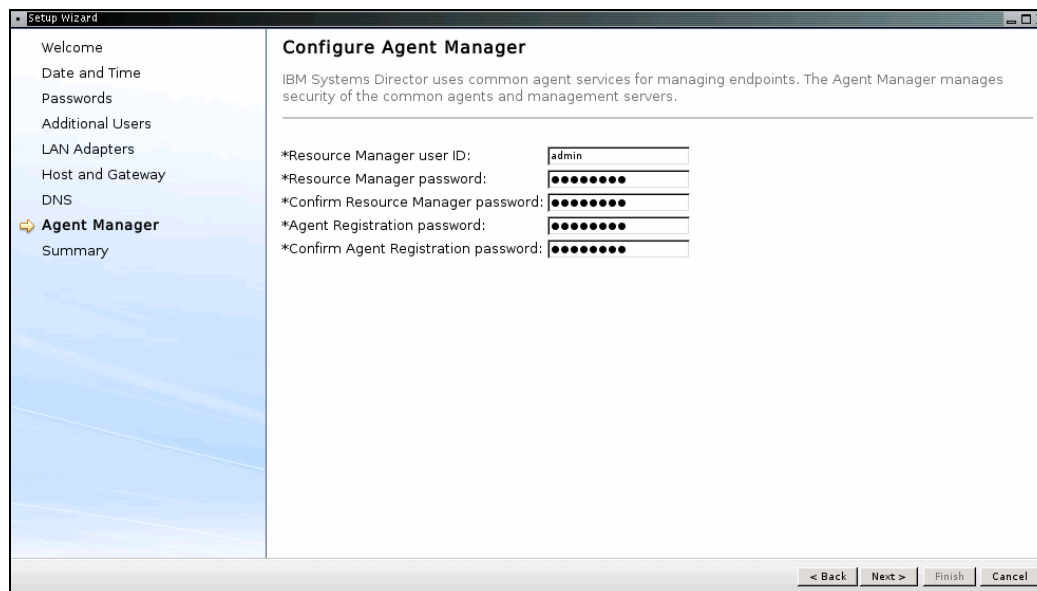 Setup Wizard
Welcome
Date and Time
Passwords
Additional Users
LAN Adapters
Host and Gateway
DNS
Agent Manager
Summary
Configure Agent Manager
IBM Systems Director uses common agent services for managing endpoints. The Agent Manager manages
security of the common agents and management servers.
*Resource Manager user ID: admin
*Resource Manager password: ●●●●●●●●
*Confirm Resource Manager password: ●●●●●●●●
*Agent Registration password: ●●●●●●●●
*Confirm Agent Registration password: ●●●●●●●●
< Back Next > Finish Cancel